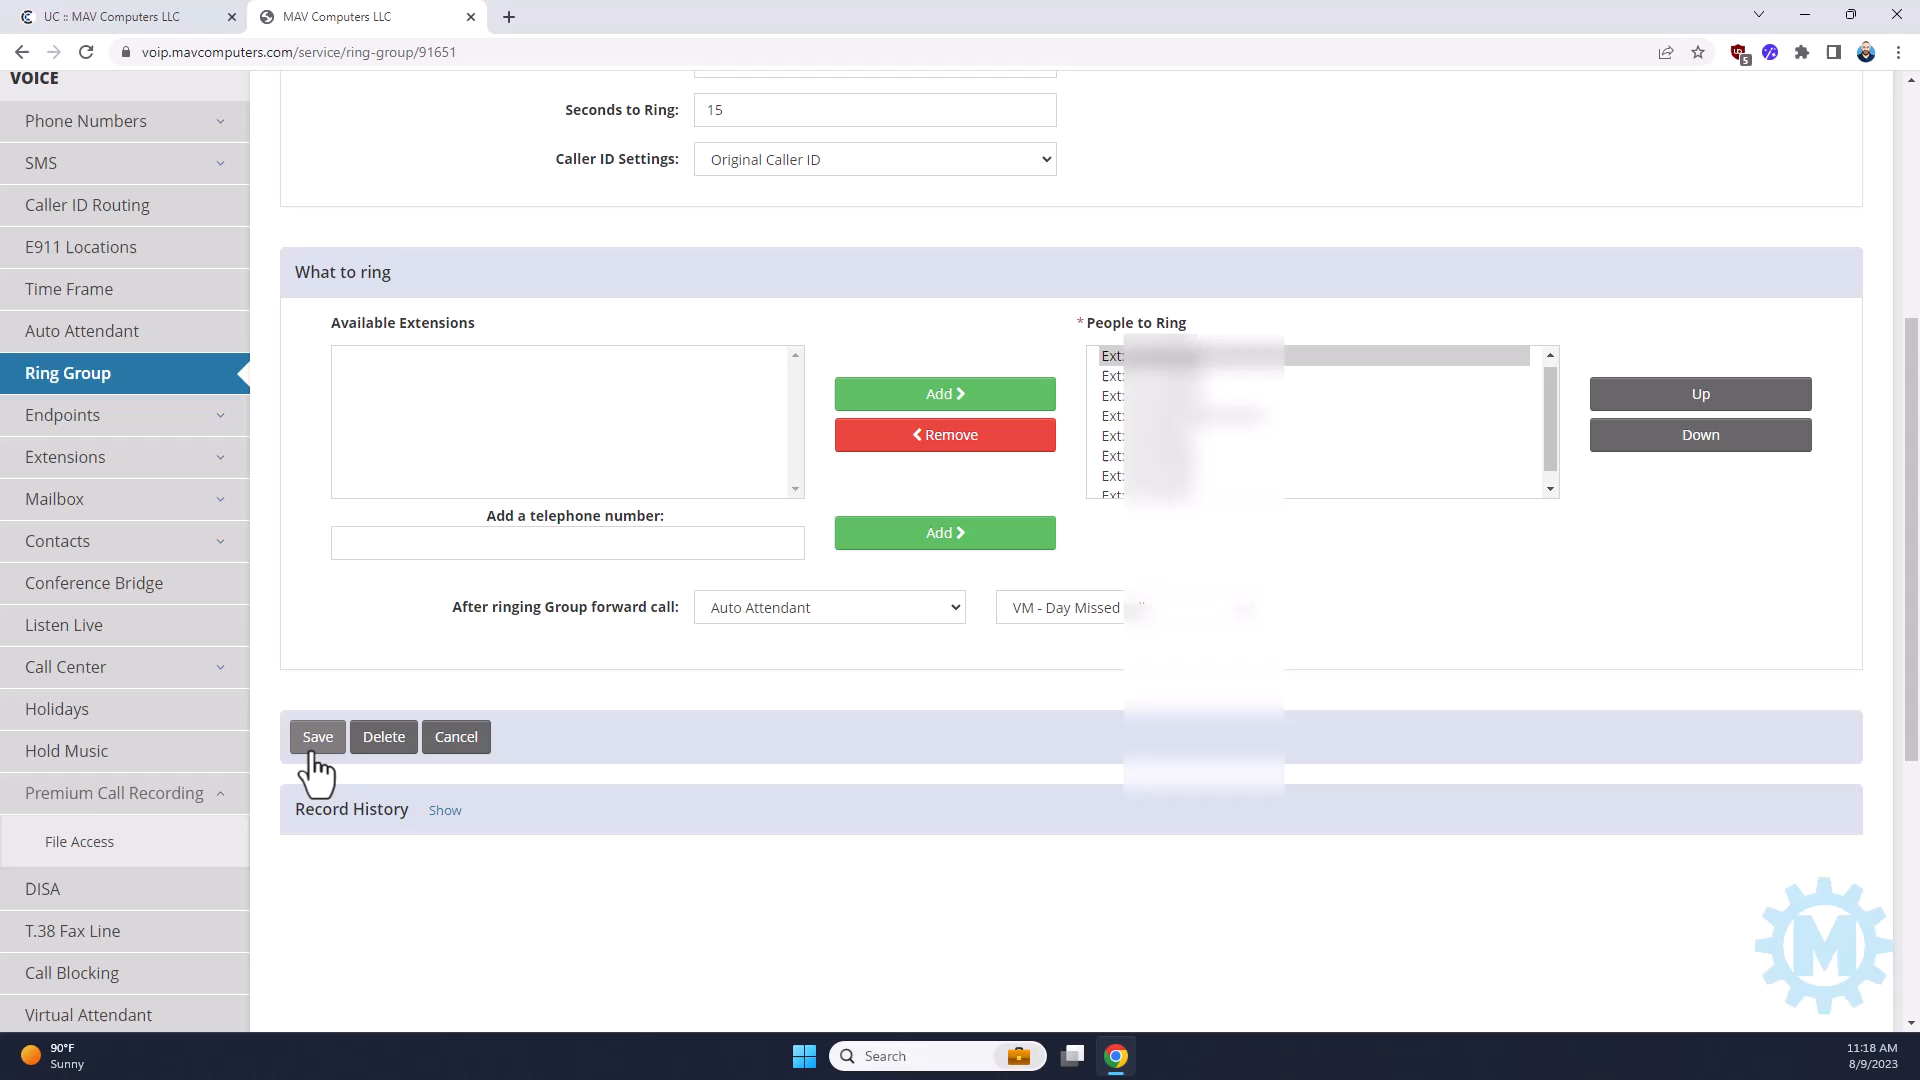 UC :: MAV Computers LLC
MAV Computers LLC
voip.mavcomputers.com/service/ring-group/91651
5
VOICE
Phone Numbers
SMS
Caller ID Routing
E911 Locations
Time Frame
Auto Attendant
Ring Group
Endpoints
Extensions
Mailbox
Contacts
Conference Bridge
Listen Live
Call Center
Holidays
Hold Music
Premium Call Recording
File Access
DISA
T.38 Fax Line
Call Blocking
Virtual Attendant
Seconds to Ring: 15
Caller ID Settings: Original Caller ID
What to ring
Available Extensions
* People to Ring
Ext:
Ext:
Ext:
Ext:
Ext:
Ext:
Ext:
Ext:
Add
Remove
Up
Down
Add a telephone number:
Add
After ringing Group forward call: Auto Attendant VM - Day Missed
Save Delete Cancel
Record History Show
M
90°F
Sunny
Search
11:18 AM
8/9/2023